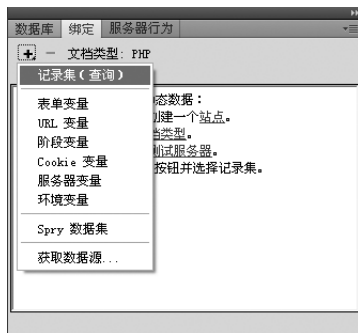 数据库 绑定 服务器行为
文档类型: PHP
记录集(查询)
表单变量
URL 变量
阶段变量
Cookie 变量
服务器变量
环境变量
Spry 数据集
获取数据源...
态数据:
创建一个站点。
档类型。
测试服务器。
按钮并选择记录集。